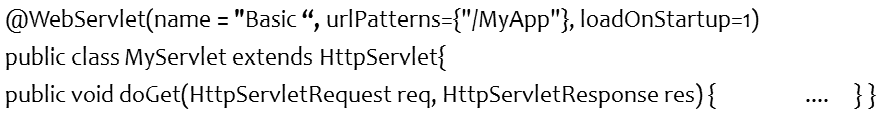 @WebServlet(name = "Basic “, urlPatterns={"/MyApp"}, loadOnStartup=1)
public class MyServlet extends HttpServlet{
public void doGet(HttpServletRequest req, HttpServletResponse res) { .... } }